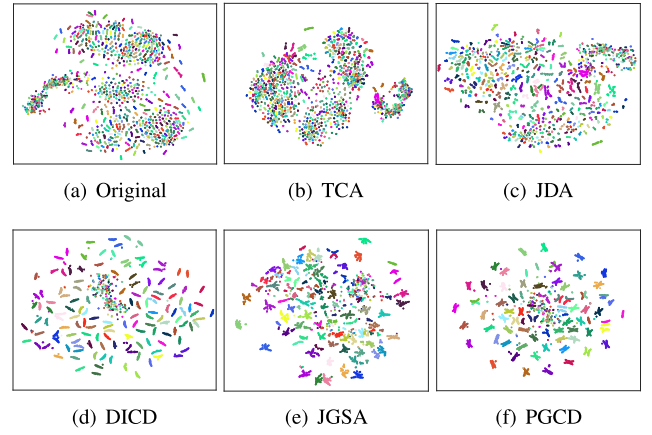 (a) Original
(b) TCA
(c) JDA
(d) DICD
(e) JGSA
(f) PGCD